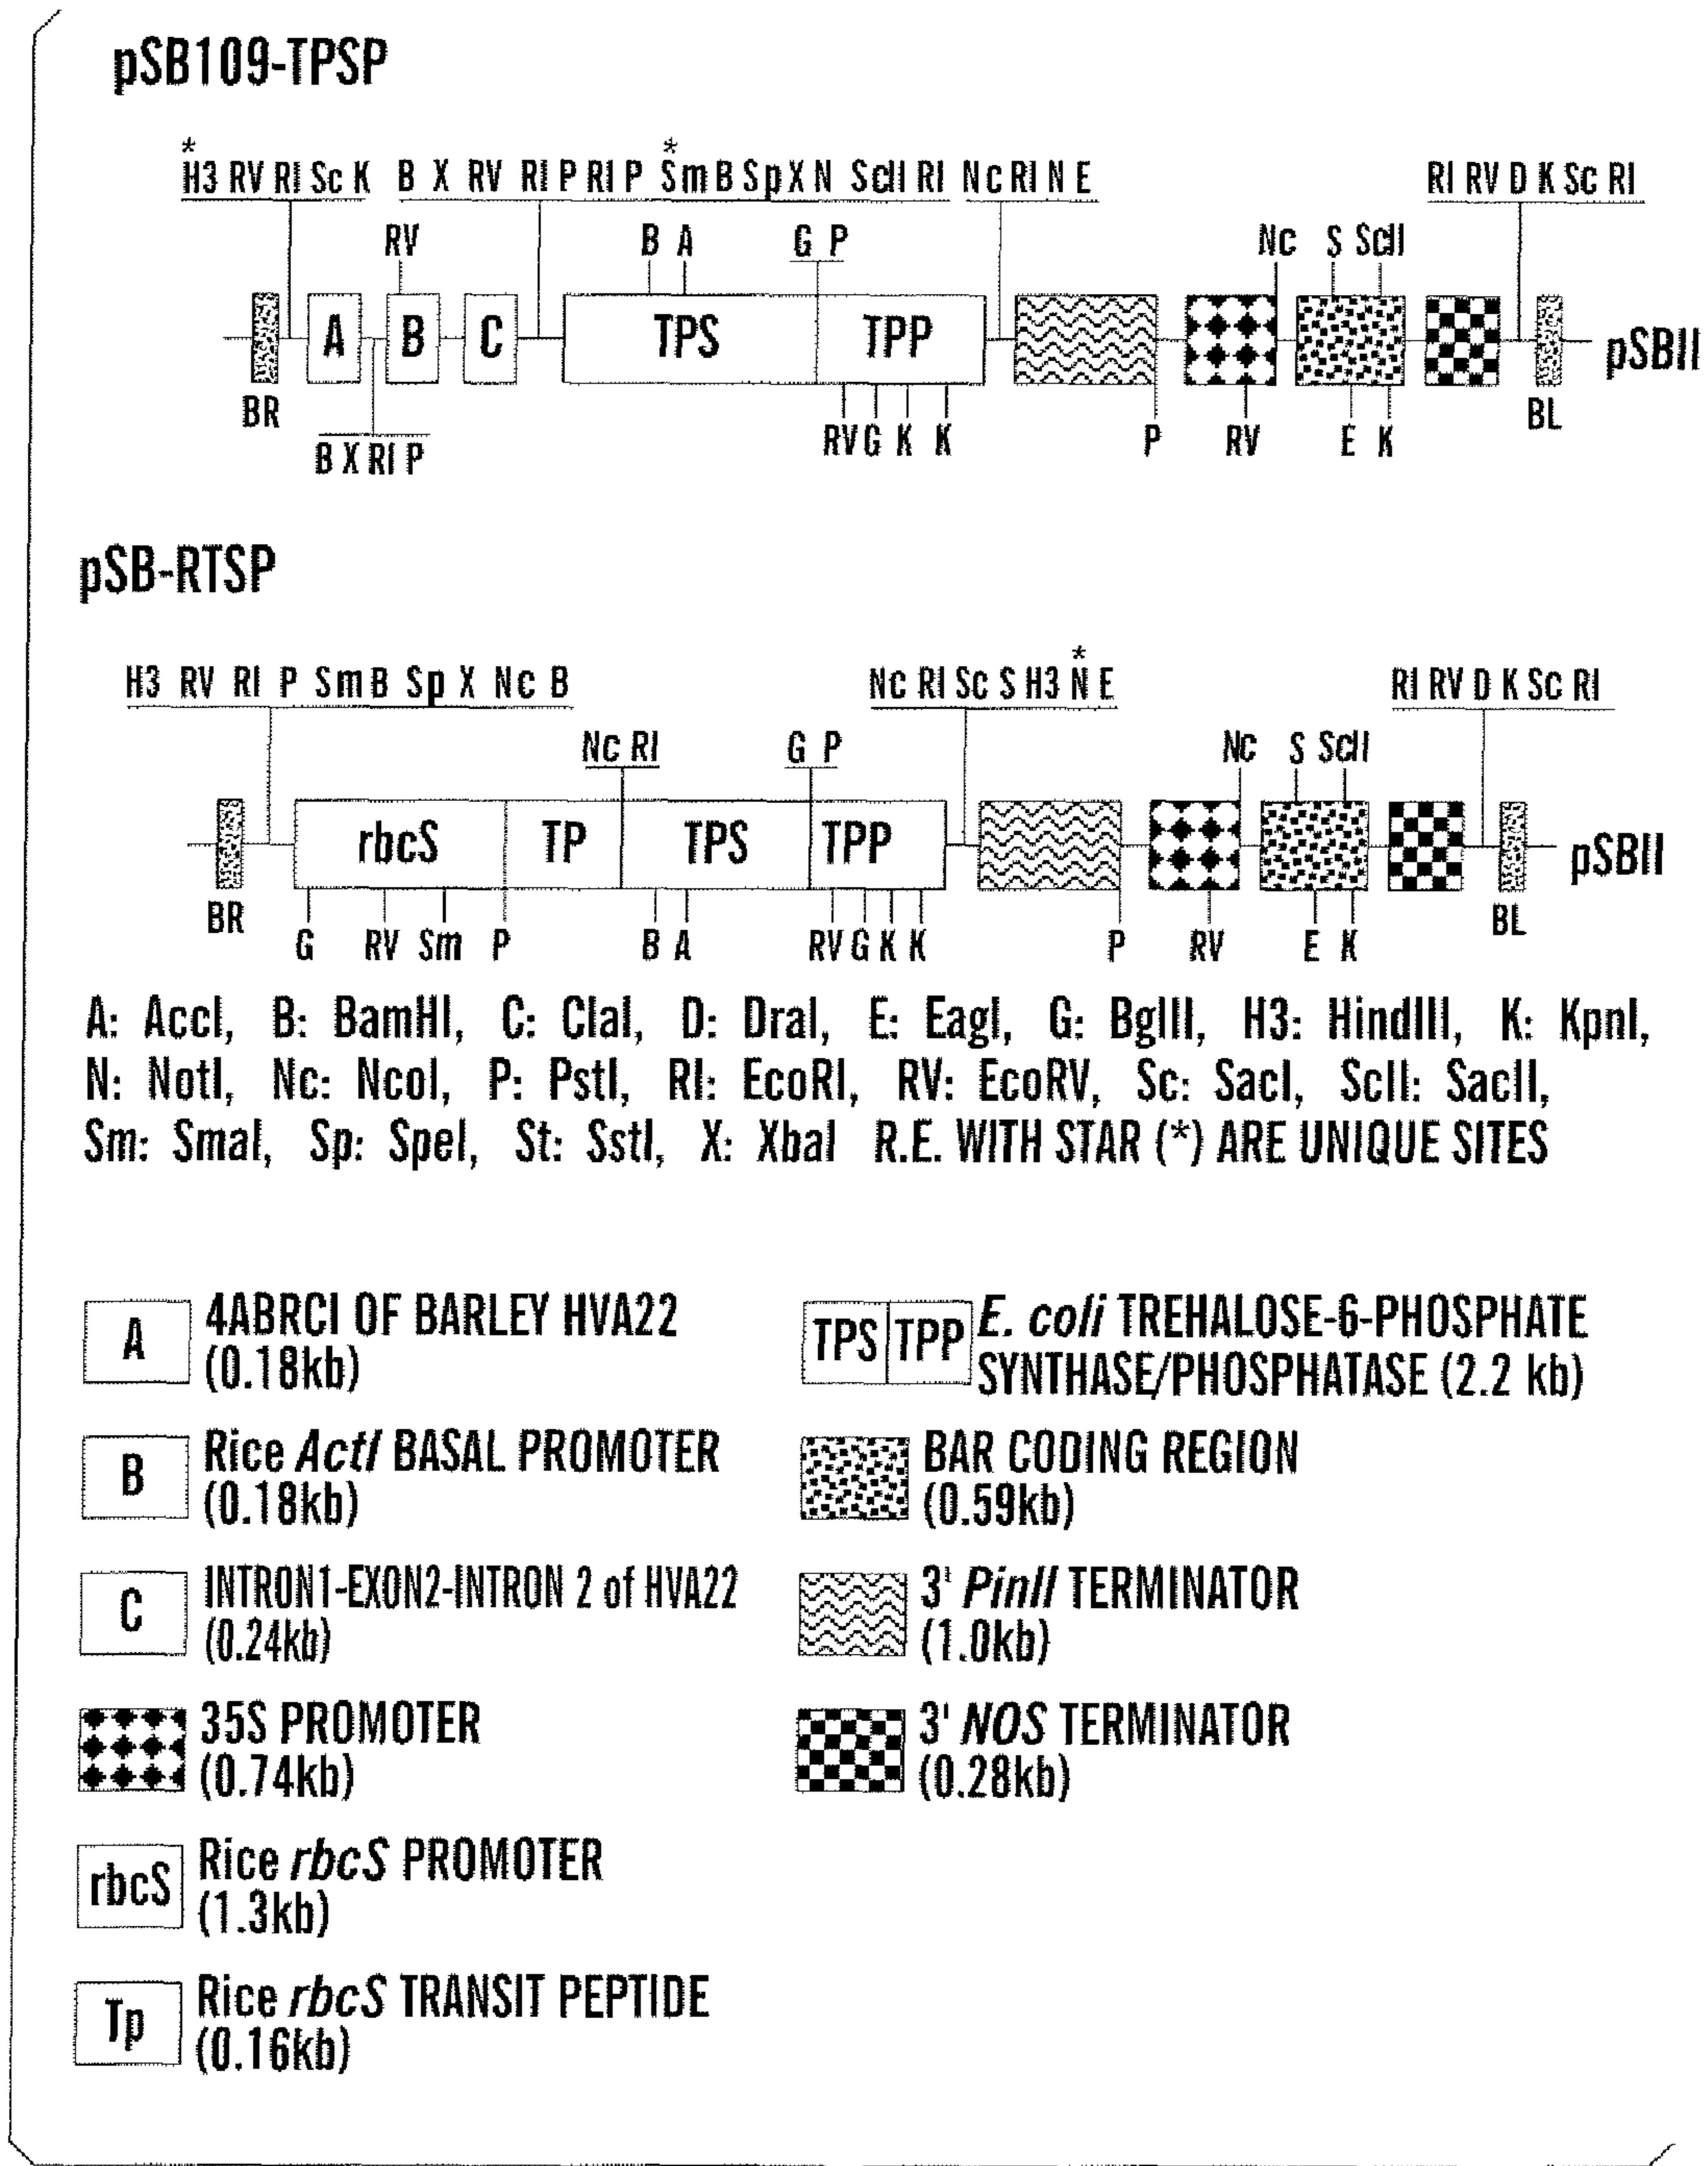 pSB109-TPSP
* *
H3 RV RI Sc K B X RV RI P RI P Sm B Sp X N ScII RI Nc RI N E RI RV D K Sc RI
RV B A G P Nc S ScII
A B C TPS TPP pSBII
BR RV G K K P RV E K BL
B X RI P
pSB-RTSP
*
H3 RV RI P Sm B Sp X Nc B Nc RI Sc S H3 N E RI RV D K Sc RI
Nc RI G P Nc S ScII
rbcS TP TPS TPP pSBII
BR G RV Sm P B A RV G K K P RV E K BL
A: AccI, B: BamHI, C: ClaI, D: DraI, E: EagI, G: BglII, H3: HindIII, K: KpnI,
N: NotI, Nc: NcoI, P: PstI, RI: EcoRI, RV: EcoRV, Sc: SacI, ScII: SacII,
Sm: SmaI, Sp: SpeI, St: SstI, X: XbaI R.E. WITH STAR (*) ARE UNIQUE SITES
A 4ABRCI OF BARLEY HVA22
(0.18kb)
B Rice ActI BASAL PROMOTER
(0.18kb)
C INTRON1-EXON2-INTRON 2 of HVA22
(0.24kb)
35S PROMOTER
(0.74kb)
rbcS Rice rbcS PROMOTER
(1.3kb)
Tp Rice rbcS TRANSIT PEPTIDE
(0.16kb)
TPS TPP E. coli TREHALOSE-6-PHOSPHATE
SYNTHASE/PHOSPHATASE (2.2 kb)
BAR CODING REGION
(0.59kb)
3' PinII TERMINATOR
(1.0kb)
3' NOS TERMINATOR
(0.28kb)